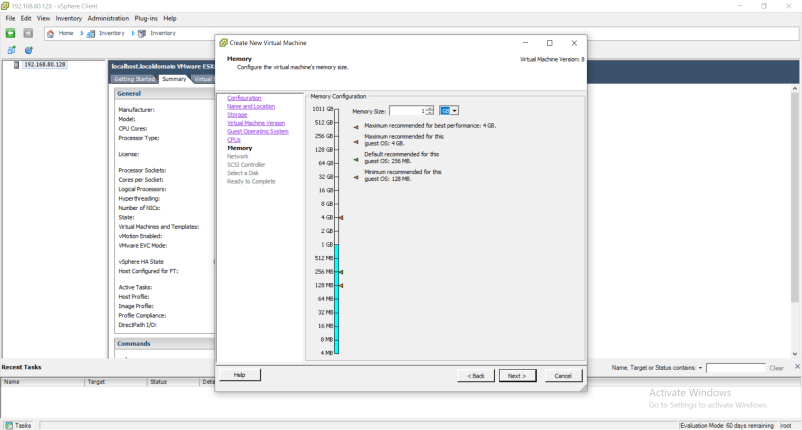 192.168.80.128 - vSphere Client
File Edit View Inventory Administration Plug-ins Help
Home Inventory Inventory
192.168.80.128
localhost.localdomain VMware ESX
Getting Started Summary Virtual
General
Manufacturer:
Model:
CPU Cores:
Processor Type:
License:
Processor Sockets:
Cores per Socket:
Logical Processors:
Hyperthreading:
Number of NICs:
State:
Virtual Machines and Templates:
vMotion Enabled:
VMware EVC Mode:
vSphere HA State
Host Configured for FT:
Active Tasks:
Host Profile:
Image Profile:
Profile Compliance:
DirectPath I/O:
Commands
Create New Virtual Machine
Memory
Configure the virtual machine's memory size.
Virtual Machine Version: 8
Configuration
Name and Location
Storage
Virtual Machine Version
Guest Operating System
CPUs
Memory
Network
SCSI Controller
Select a Disk
Ready to Complete
Memory Configuration
1011 GB
512 GB
256 GB
128 GB
64 GB
32 GB
16 GB
8 GB
4 GB
2 GB
1 GB
512 MB
256 MB
128 MB
64 MB
32 MB
16 MB
8 MB
4 MB
Memory Size: 1 GB
Maximum recommended for best performance: 4 GB.
Maximum recommended for this
guest OS: 4 GB.
Default recommended for this
guest OS: 256 MB.
Minimum recommended for this
guest OS: 128 MB.
Help < Back Next > Cancel
Recent Tasks
Name, Target or Status contains: Clear
Name Target Status Deta
Activate Windows
Go to Settings to activate Windows.
Tasks
Evaluation Mode: 60 days remaining root